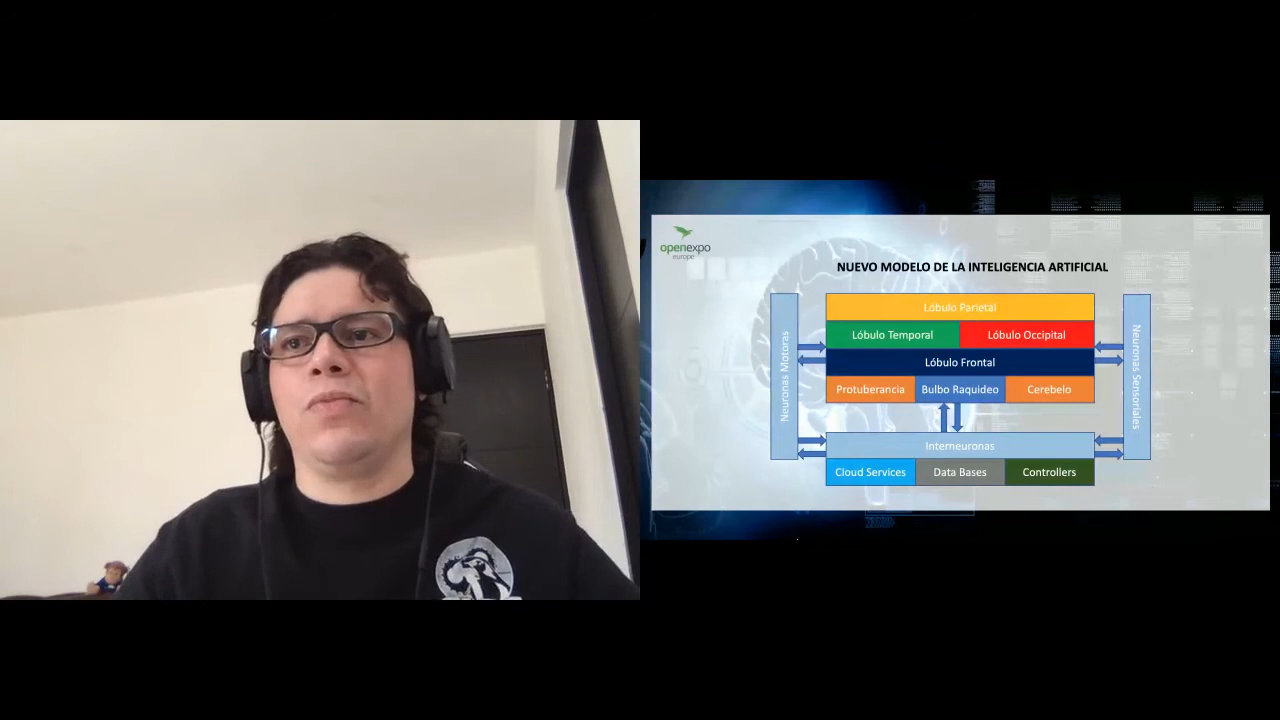 openexpo
europe
NUEVO MODELO DE LA INTELIGENCIA ARTIFICIAL
Neuronas Motoras
Lóbulo Parietal
Lóbulo Temporal
Lóbulo Occipital
Lóbulo Frontal
Protuberancia
Bulbo Raquideo
Cerebelo
Interneuronas
Cloud Services
Data Bases
Controllers
Neuronas Sensoriales